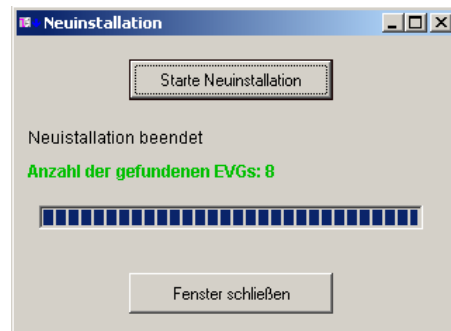 Neuinstallation
Starte Neuinstallation
Neuistallation beendet
Anzahl der gefundenen EVGs: 8
Fenster schließen